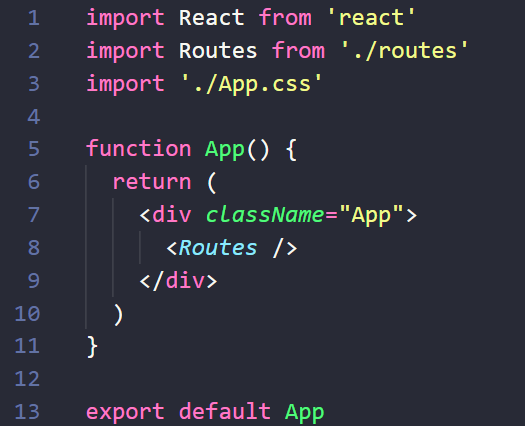 1 import React from 'react'
2 import Routes from './routes'
3 import './App.css'
4
5 function App() {
6   return (
7     <div className="App">
8       <Routes />
9     </div>
10   )
11 }
12
13 export default App